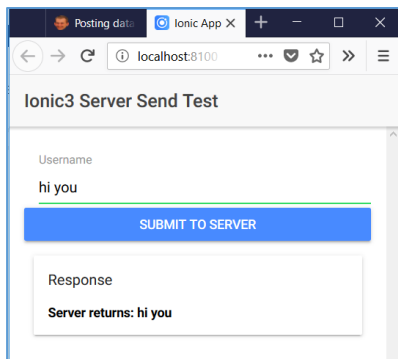 Posting data
Ionic App
localhost:8100
Ionic3 Server Send Test
Username
hi you
SUBMIT TO SERVER
Response
Server returns: hi you